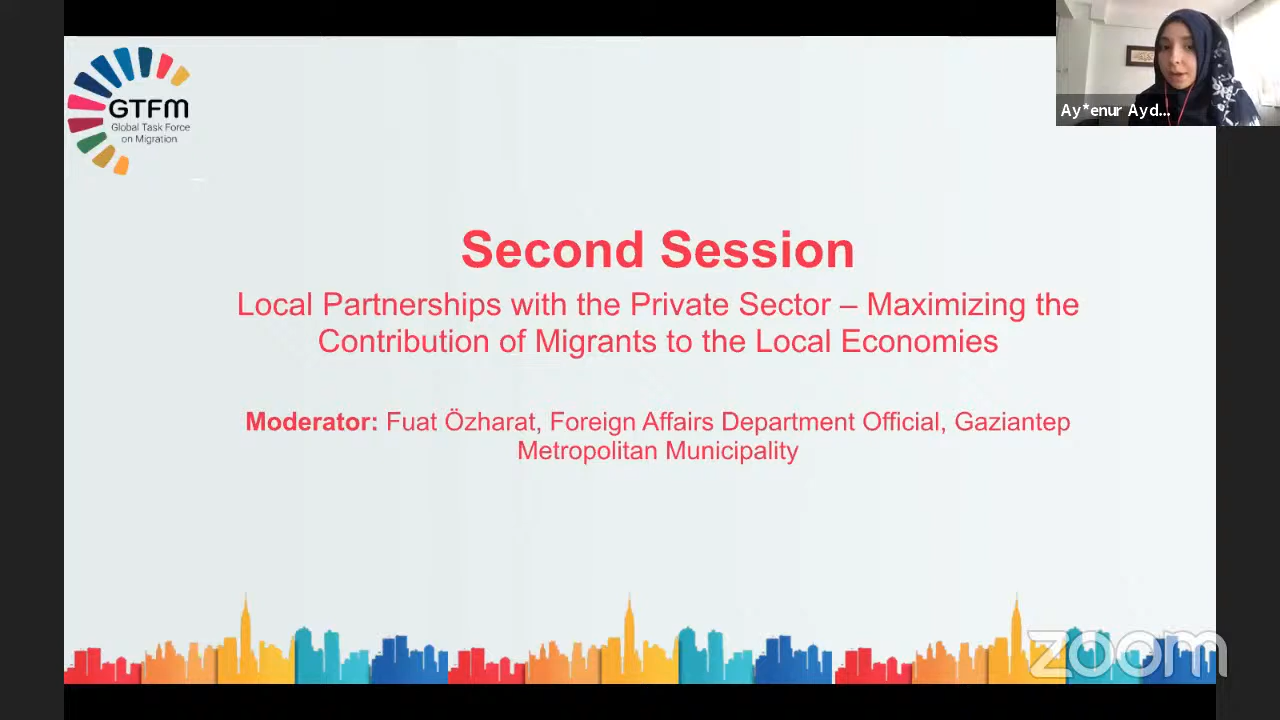 GTFM
Global Task Force
on Migration
Ay*enur Ayd...
Second Session
Local Partnerships with the Private Sector – Maximizing the
Contribution of Migrants to the Local Economies
Moderator: Fuat Özharat, Foreign Affairs Department Official, Gaziantep
Metropolitan Municipality
zoom